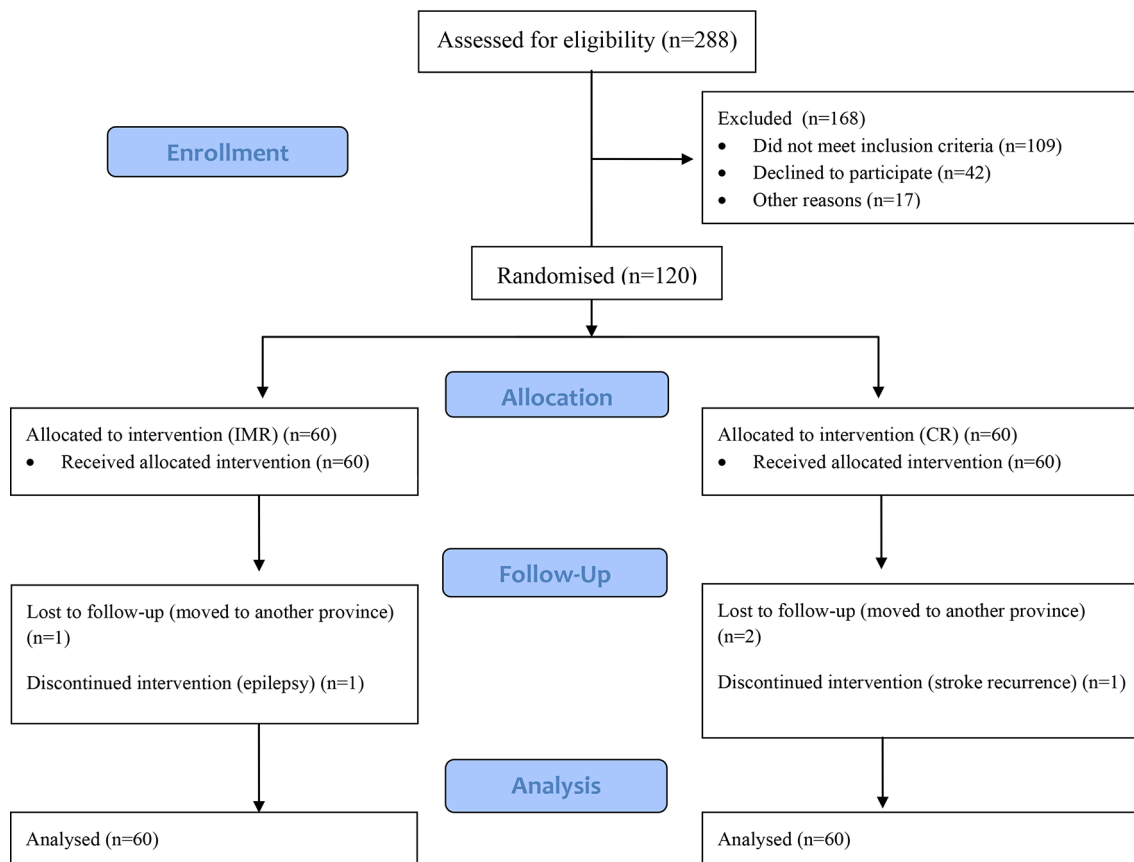 Assessed for eligibility (n=288)
Excluded (n=168)
• Did not meet inclusion criteria (n=109)
• Declined to participate (n=42)
• Other reasons (n=17)
Enrollment
Randomised (n=120)
Allocation
Allocated to intervention (IMR) (n=60)
• Received allocated intervention (n=60)
Allocated to intervention (CR) (n=60)
• Received allocated intervention (n=60)
Follow-Up
Lost to follow-up (moved to another province)
(n=1)
Discontinued intervention (epilepsy) (n=1)
Lost to follow-up (moved to another province)
(n=2)
Discontinued intervention (stroke recurrence) (n=1)
Analysis
Analysed (n=60)
Analysed (n=60)